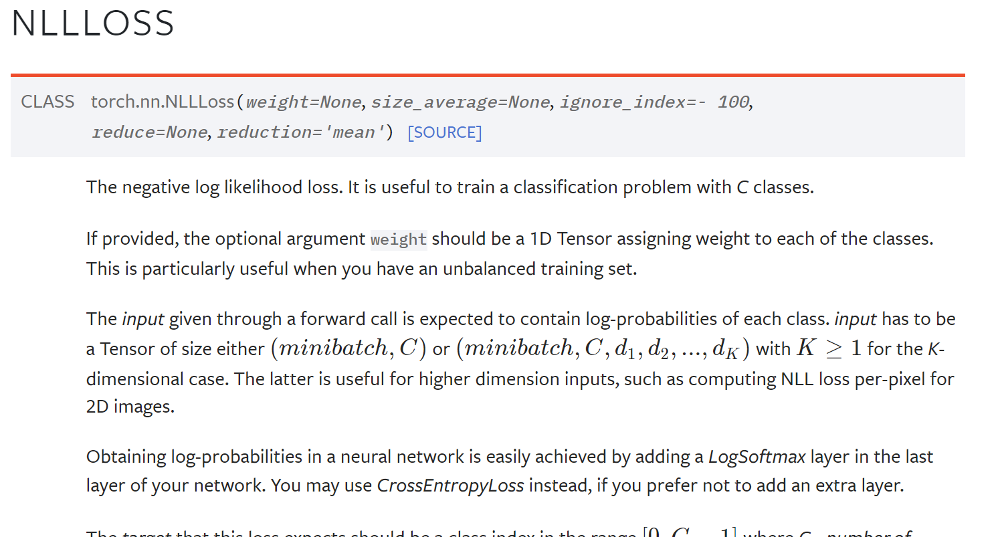 NLLLOSS
CLASS torch.nn.NLLLoss(weight=None, size_average=None, ignore_index=- 100,
reduce=None, reduction='mean') [SOURCE]
The negative log likelihood loss. It is useful to train a classification problem with C classes.
If provided, the optional argument weight should be a 1D Tensor assigning weight to each of the classes.
This is particularly useful when you have an unbalanced training set.
The input given through a forward call is expected to contain log-probabilities of each class. input has to be
a Tensor of size either (minibatch, C) or (minibatch, C, d₁, d₂, ..., d_K) with K ≥ 1 for the K-
dimensional case. The latter is useful for higher dimension inputs, such as computing NLL loss per-pixel for
2D images.
Obtaining log-probabilities in a neural network is easily achieved by adding a LogSoftmax layer in the last
layer of your network. You may use CrossEntropyLoss instead, if you prefer not to add an extra layer.
The target that this loss expects should be a class index in the range [0, C - 1] where C = number of